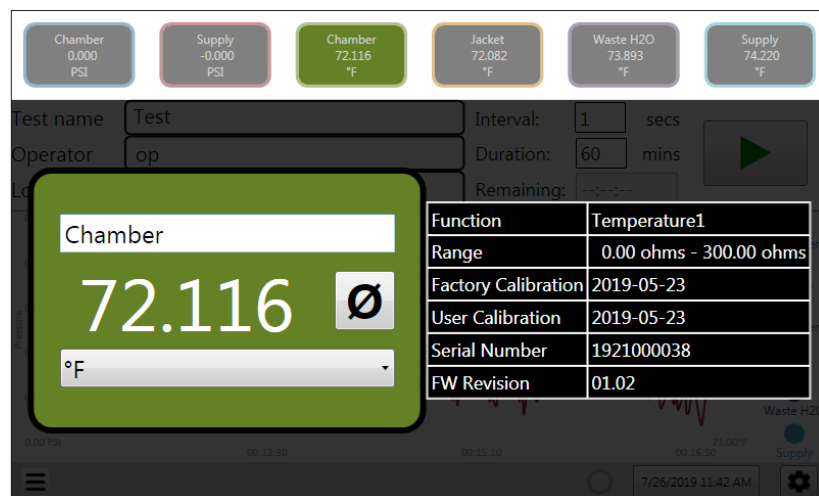 Chamber
0.000
PSI
Supply
-0.000
PSI
Chamber
72.116
°F
Jacket
72.082
°F
Waste H2O
73.893
°F
Supply
74.220
°F
Test name Test Interval: 1 secs
Operator op Duration: 60 mins
Lo Remaining: --:--:--
Chamber
72.116 Ø
°F
Function Temperature1
Range 0.00 ohms - 300.00 ohms
Factory Calibration 2019-05-23
User Calibration 2019-05-23
Serial Number 1921000038
FW Revision 01.02
Pressure
Waste H2
0.00 PSI 71.00°F
00:13:30 00:15:10 00:16:50 Supply
7/26/2019 11:42 AM